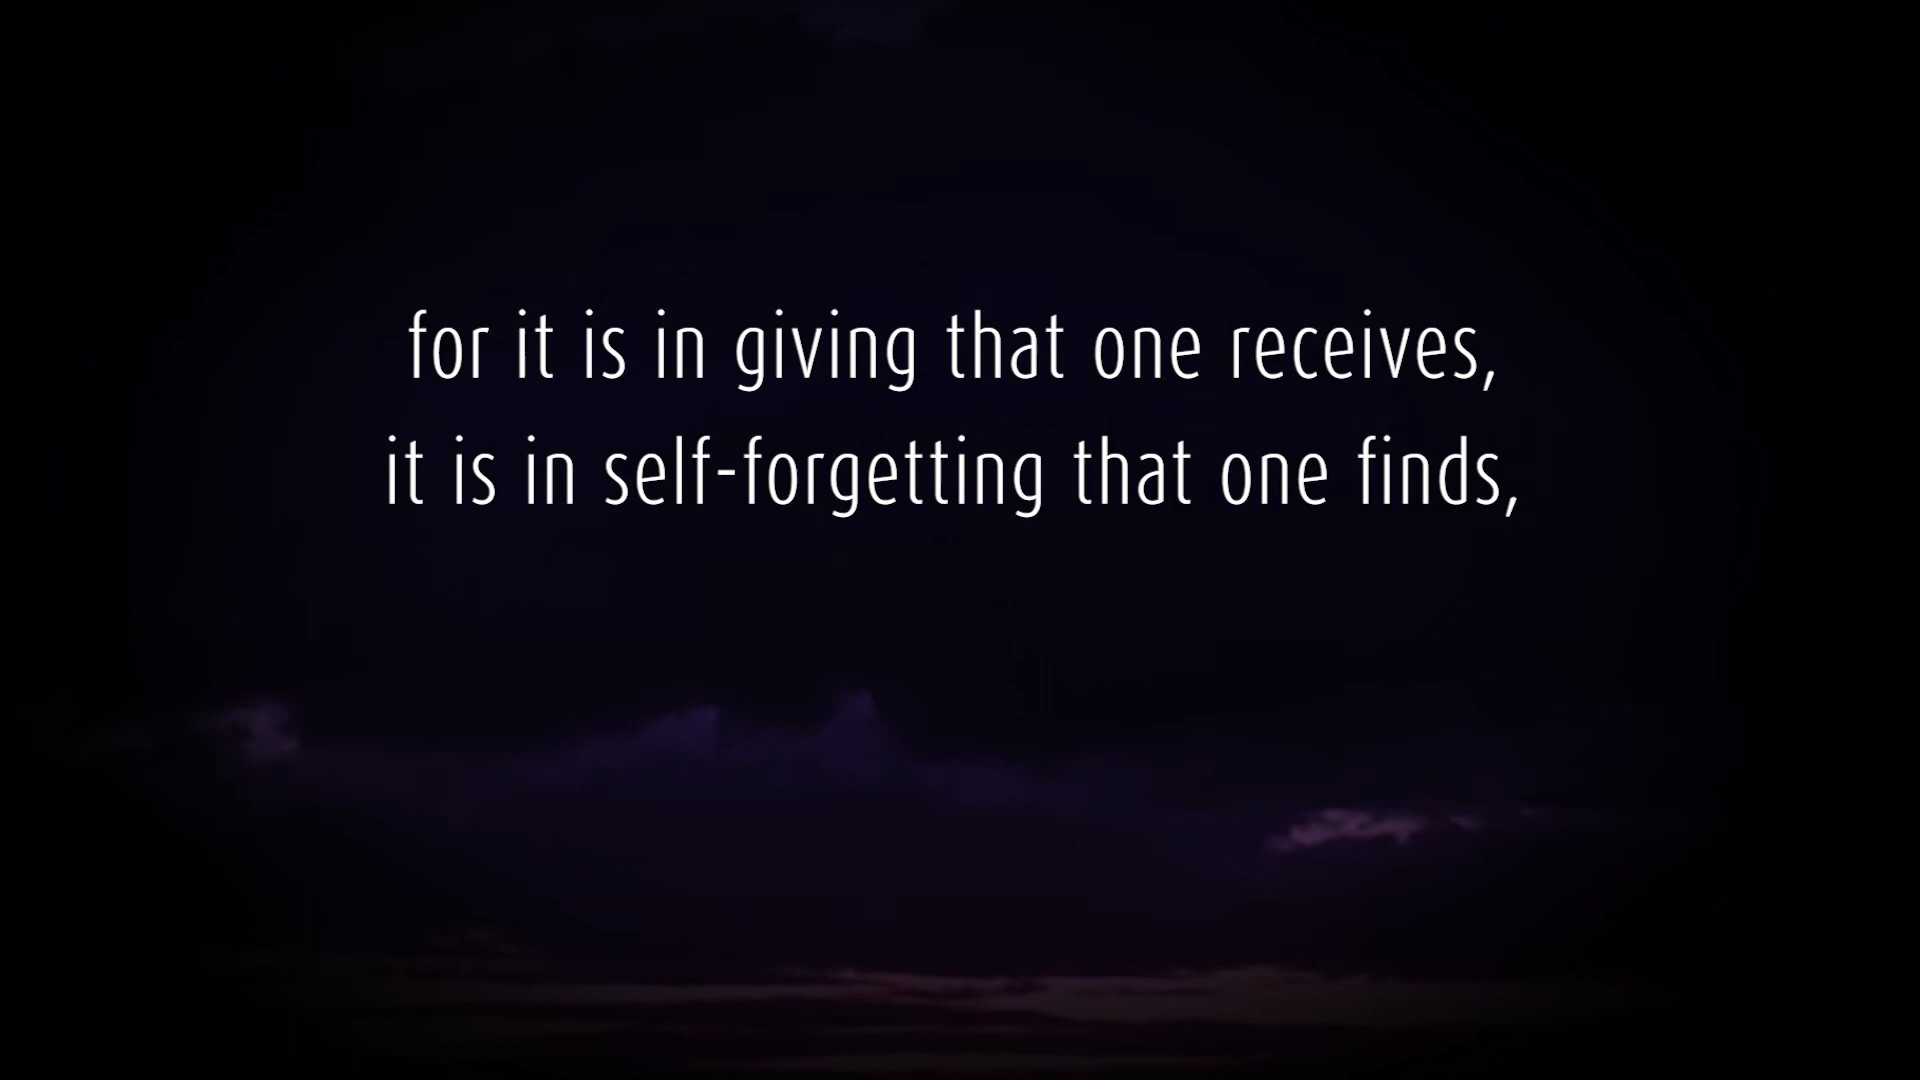 for it is in giving that one receives,
it is in self-forgetting that one finds,